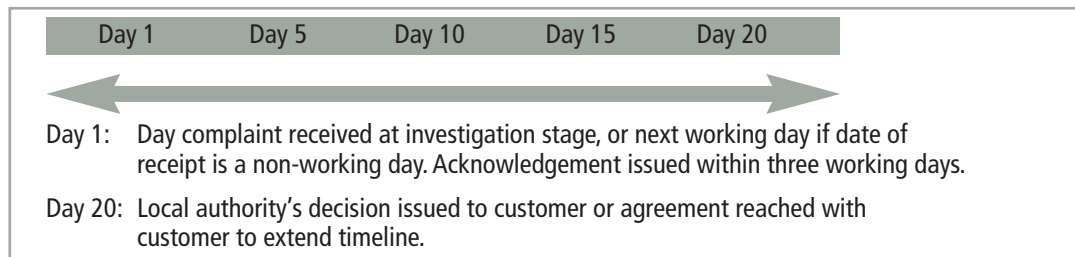 Day 1 Day 5 Day 10 Day 15 Day 20
Day 1: Day complaint received at investigation stage, or next working day if date of
receipt is a non-working day. Acknowledgement issued within three working days.
Day 20: Local authority’s decision issued to customer or agreement reached with
customer to extend timeline.